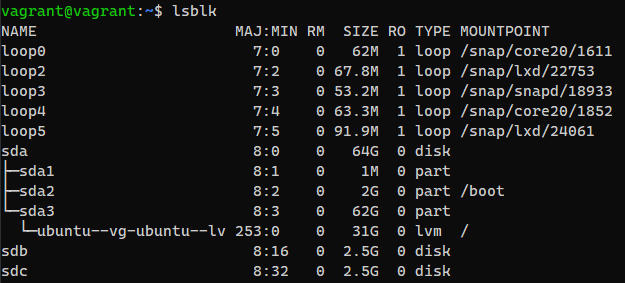 vagrant@vagrant:~$ lsblk
NAME                      MAJ:MIN RM  SIZE RO TYPE MOUNTPOINT
loop0                       7:0    0   62M  1 loop /snap/core20/1611
loop2                       7:2    0 67.8M  1 loop /snap/lxd/22753
loop3                       7:3    0 53.2M  1 loop /snap/snapd/18933
loop4                       7:4    0 63.3M  1 loop /snap/core20/1852
loop5                       7:5    0 91.9M  1 loop /snap/lxd/24061
sda                         8:0    0   64G  0 disk
├─sda1                      8:1    0    1M  0 part
├─sda2                      8:2    0    2G  0 part /boot
└─sda3                      8:3    0   62G  0 part
  └─ubuntu--vg-ubuntu--lv 253:0    0   31G  0 lvm  /
sdb                         8:16   0  2.5G  0 disk
sdc                         8:32   0  2.5G  0 disk